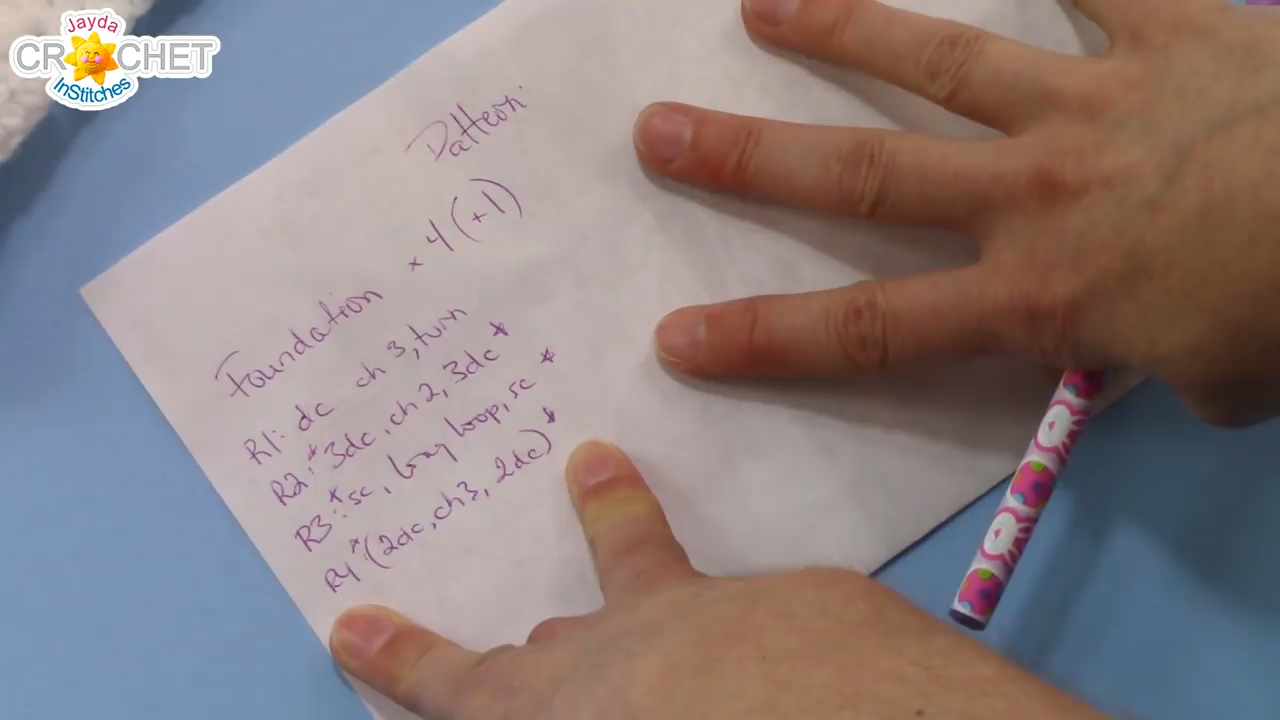 Jayda
CROCHET
InStitches
Pattern:
Foundation × 4 (+1)
R1: dc ch 3, turn
R2: *3dc, ch 2, 3dc *
R3: *sc, long loop, sc *
R4: *(2dc, ch3, 2dc) *